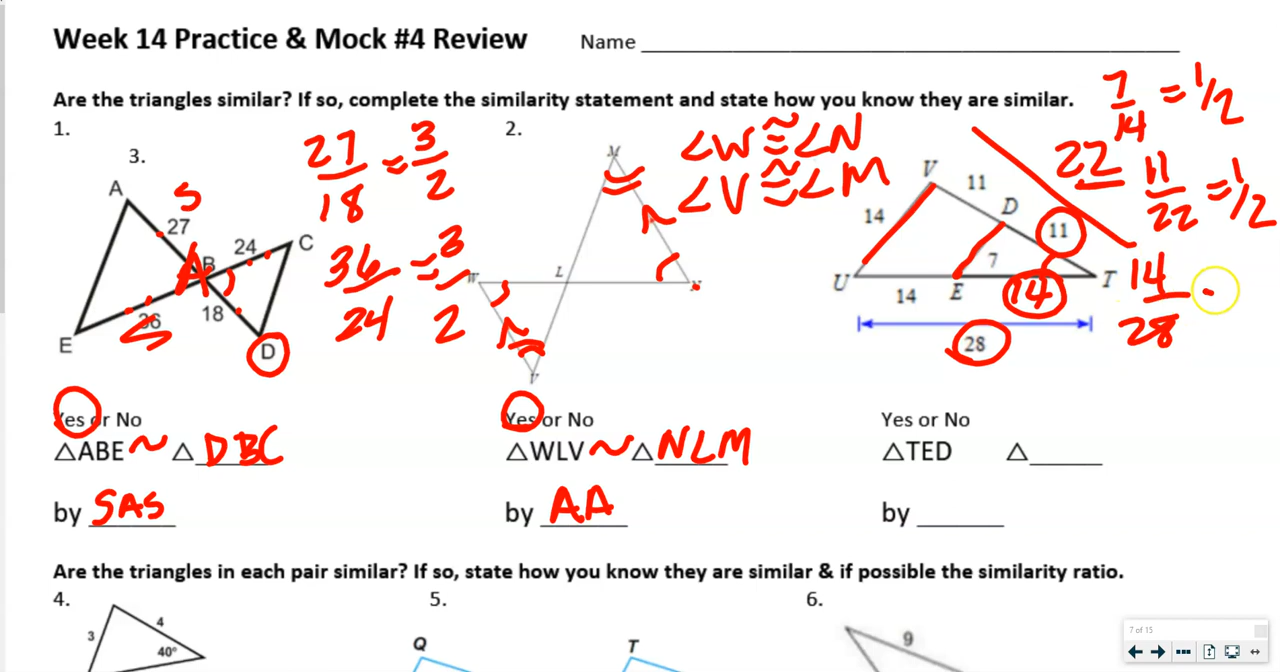 Week 14 Practice & Mock #4 Review Name
Are the triangles similar? If so, complete the similarity statement and state how you know they are similar.
1.
3.
A
S
27
24
C
B
A
36
S
18
E
D
27/18 = 3/2
36/24 = 3/2
2.
M
W
L
N
V
∠W ≅ ∠N
∠V ≅ ∠M
7/14 = 1/2
22
11/22 = 1/2
14/28
V
11
D
14
11
7
U
14
E
14
T
28
Yes or No
△ABE ~ △ DBC
by SAS
Yes or No
△WLV ~ △ NLM
by AA
Yes or No
△TED △
by
Are the triangles in each pair similar? If so, state how you know they are similar & if possible the similarity ratio.
4.
4
3
40°
5.
Q
T
6.
9
7 of 15